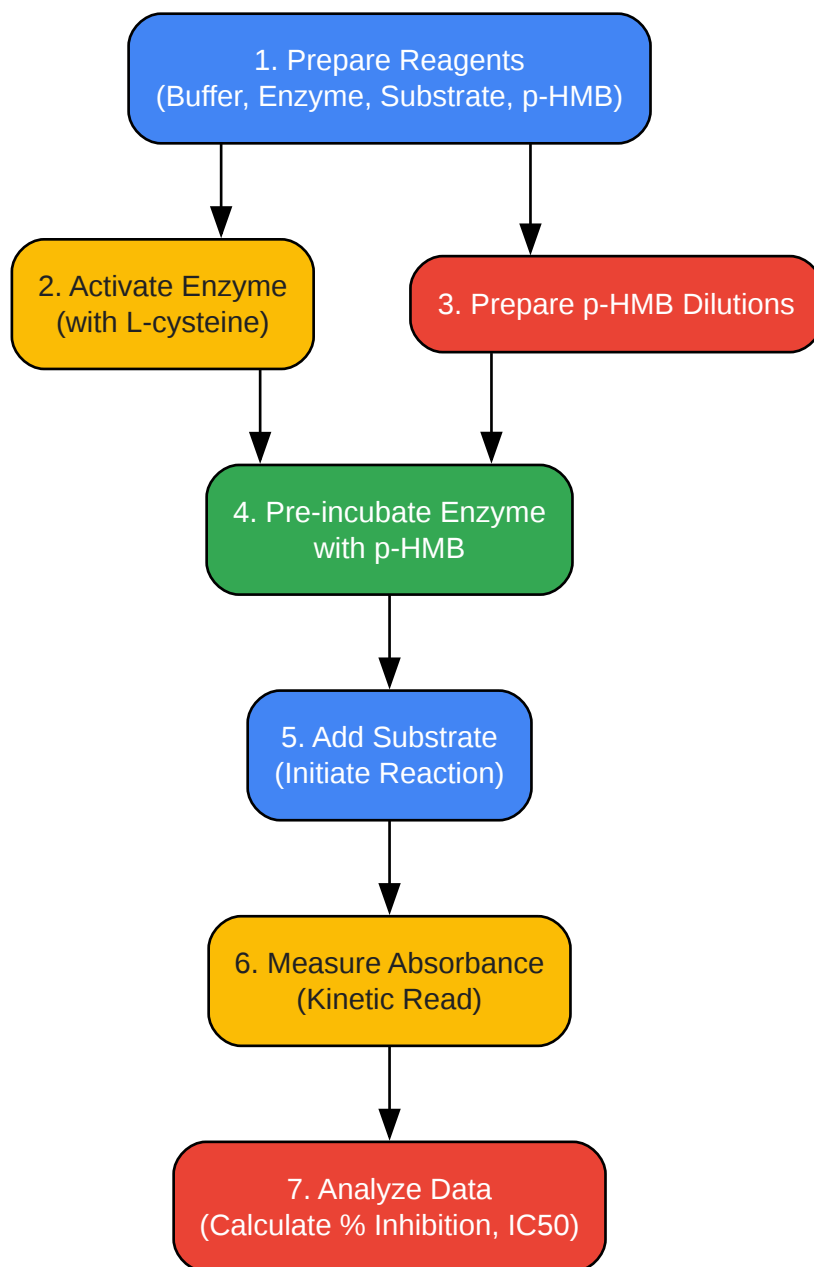 1. Prepare Reagents
(Buffer, Enzyme, Substrate, p-HMB)
2. Activate Enzyme
(with L-cysteine)
3. Prepare p-HMB Dilutions
4. Pre-incubate Enzyme
with p-HMB
5. Add Substrate
(Initiate Reaction)
6. Measure Absorbance
(Kinetic Read)
7. Analyze Data
(Calculate % Inhibition, IC50)